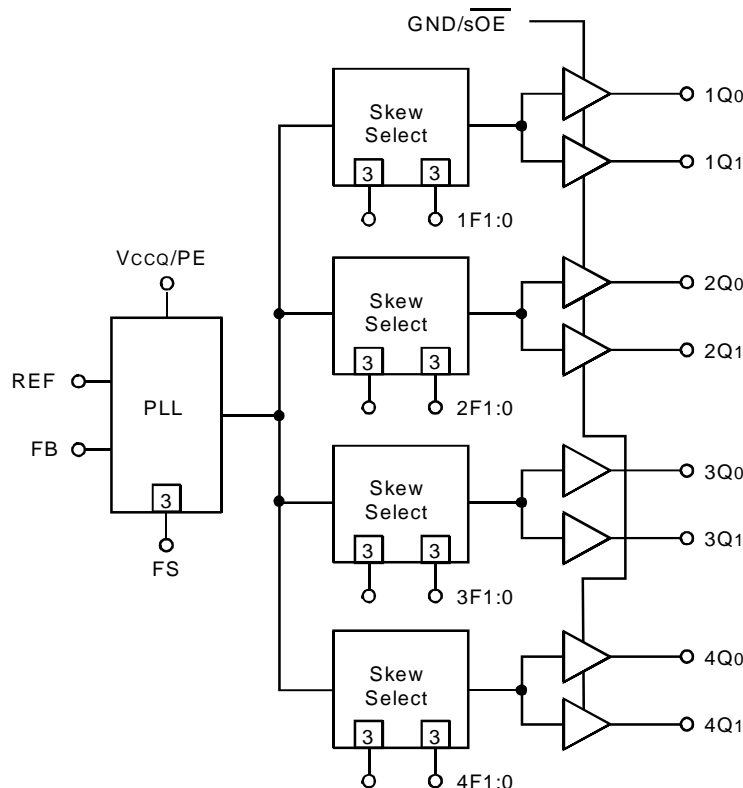 GND/sOE
Skew
Select
3 3
1F1:0
1Q0
1Q1
VCCQ/PE
Skew
Select
3 3
2F1:0
2Q0
2Q1
REF
FB
PLL
3
FS
Skew
Select
3 3
3F1:0
3Q0
3Q1
Skew
Select
3 3
4F1:0
4Q0
4Q1